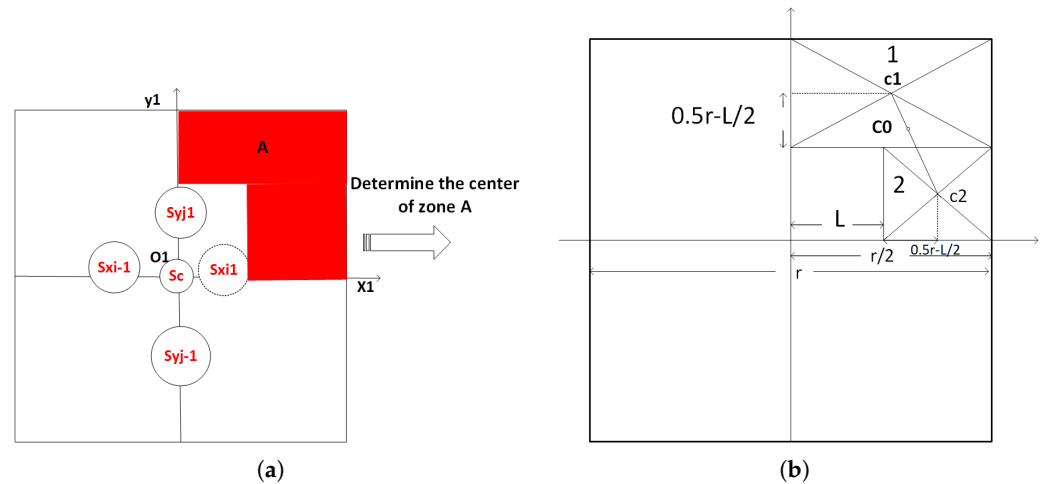 y1
A
Determine the center
of zone A
Syj1
O1
Sxi-1
Sc
Sxi1
X1
Syj-1
(a)
1
c1
0.5r-L/2
C0
2
c2
L
r/2
0.5r-L/2
r
(b)